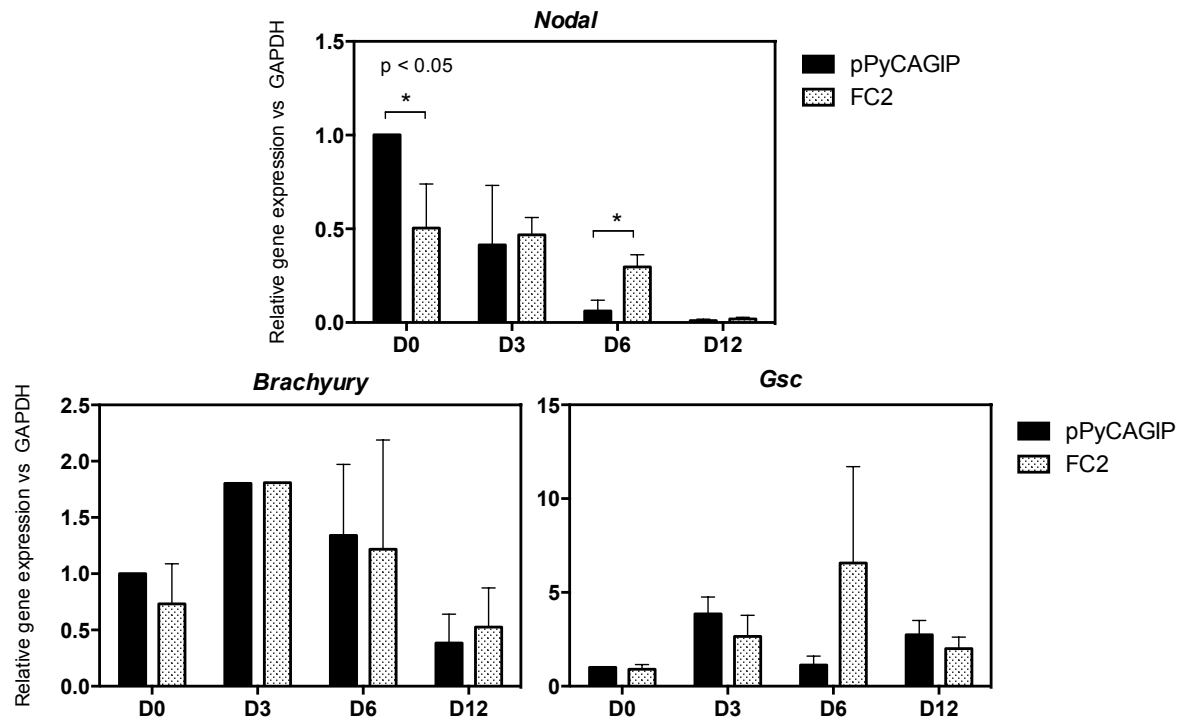 Nodal
Relative gene expression vs GAPDH
1.5
1.0
0.5
0.0
p < 0.05
*
*
D0 D3 D6 D12
pPyCAGIP
FC2
Brachyury
Relative gene expression vs GAPDH
2.5
2.0
1.5
1.0
0.5
0.0
D0 D3 D6 D12
Gsc
15
10
5
0
D0 D3 D6 D12
pPyCAGIP
FC2